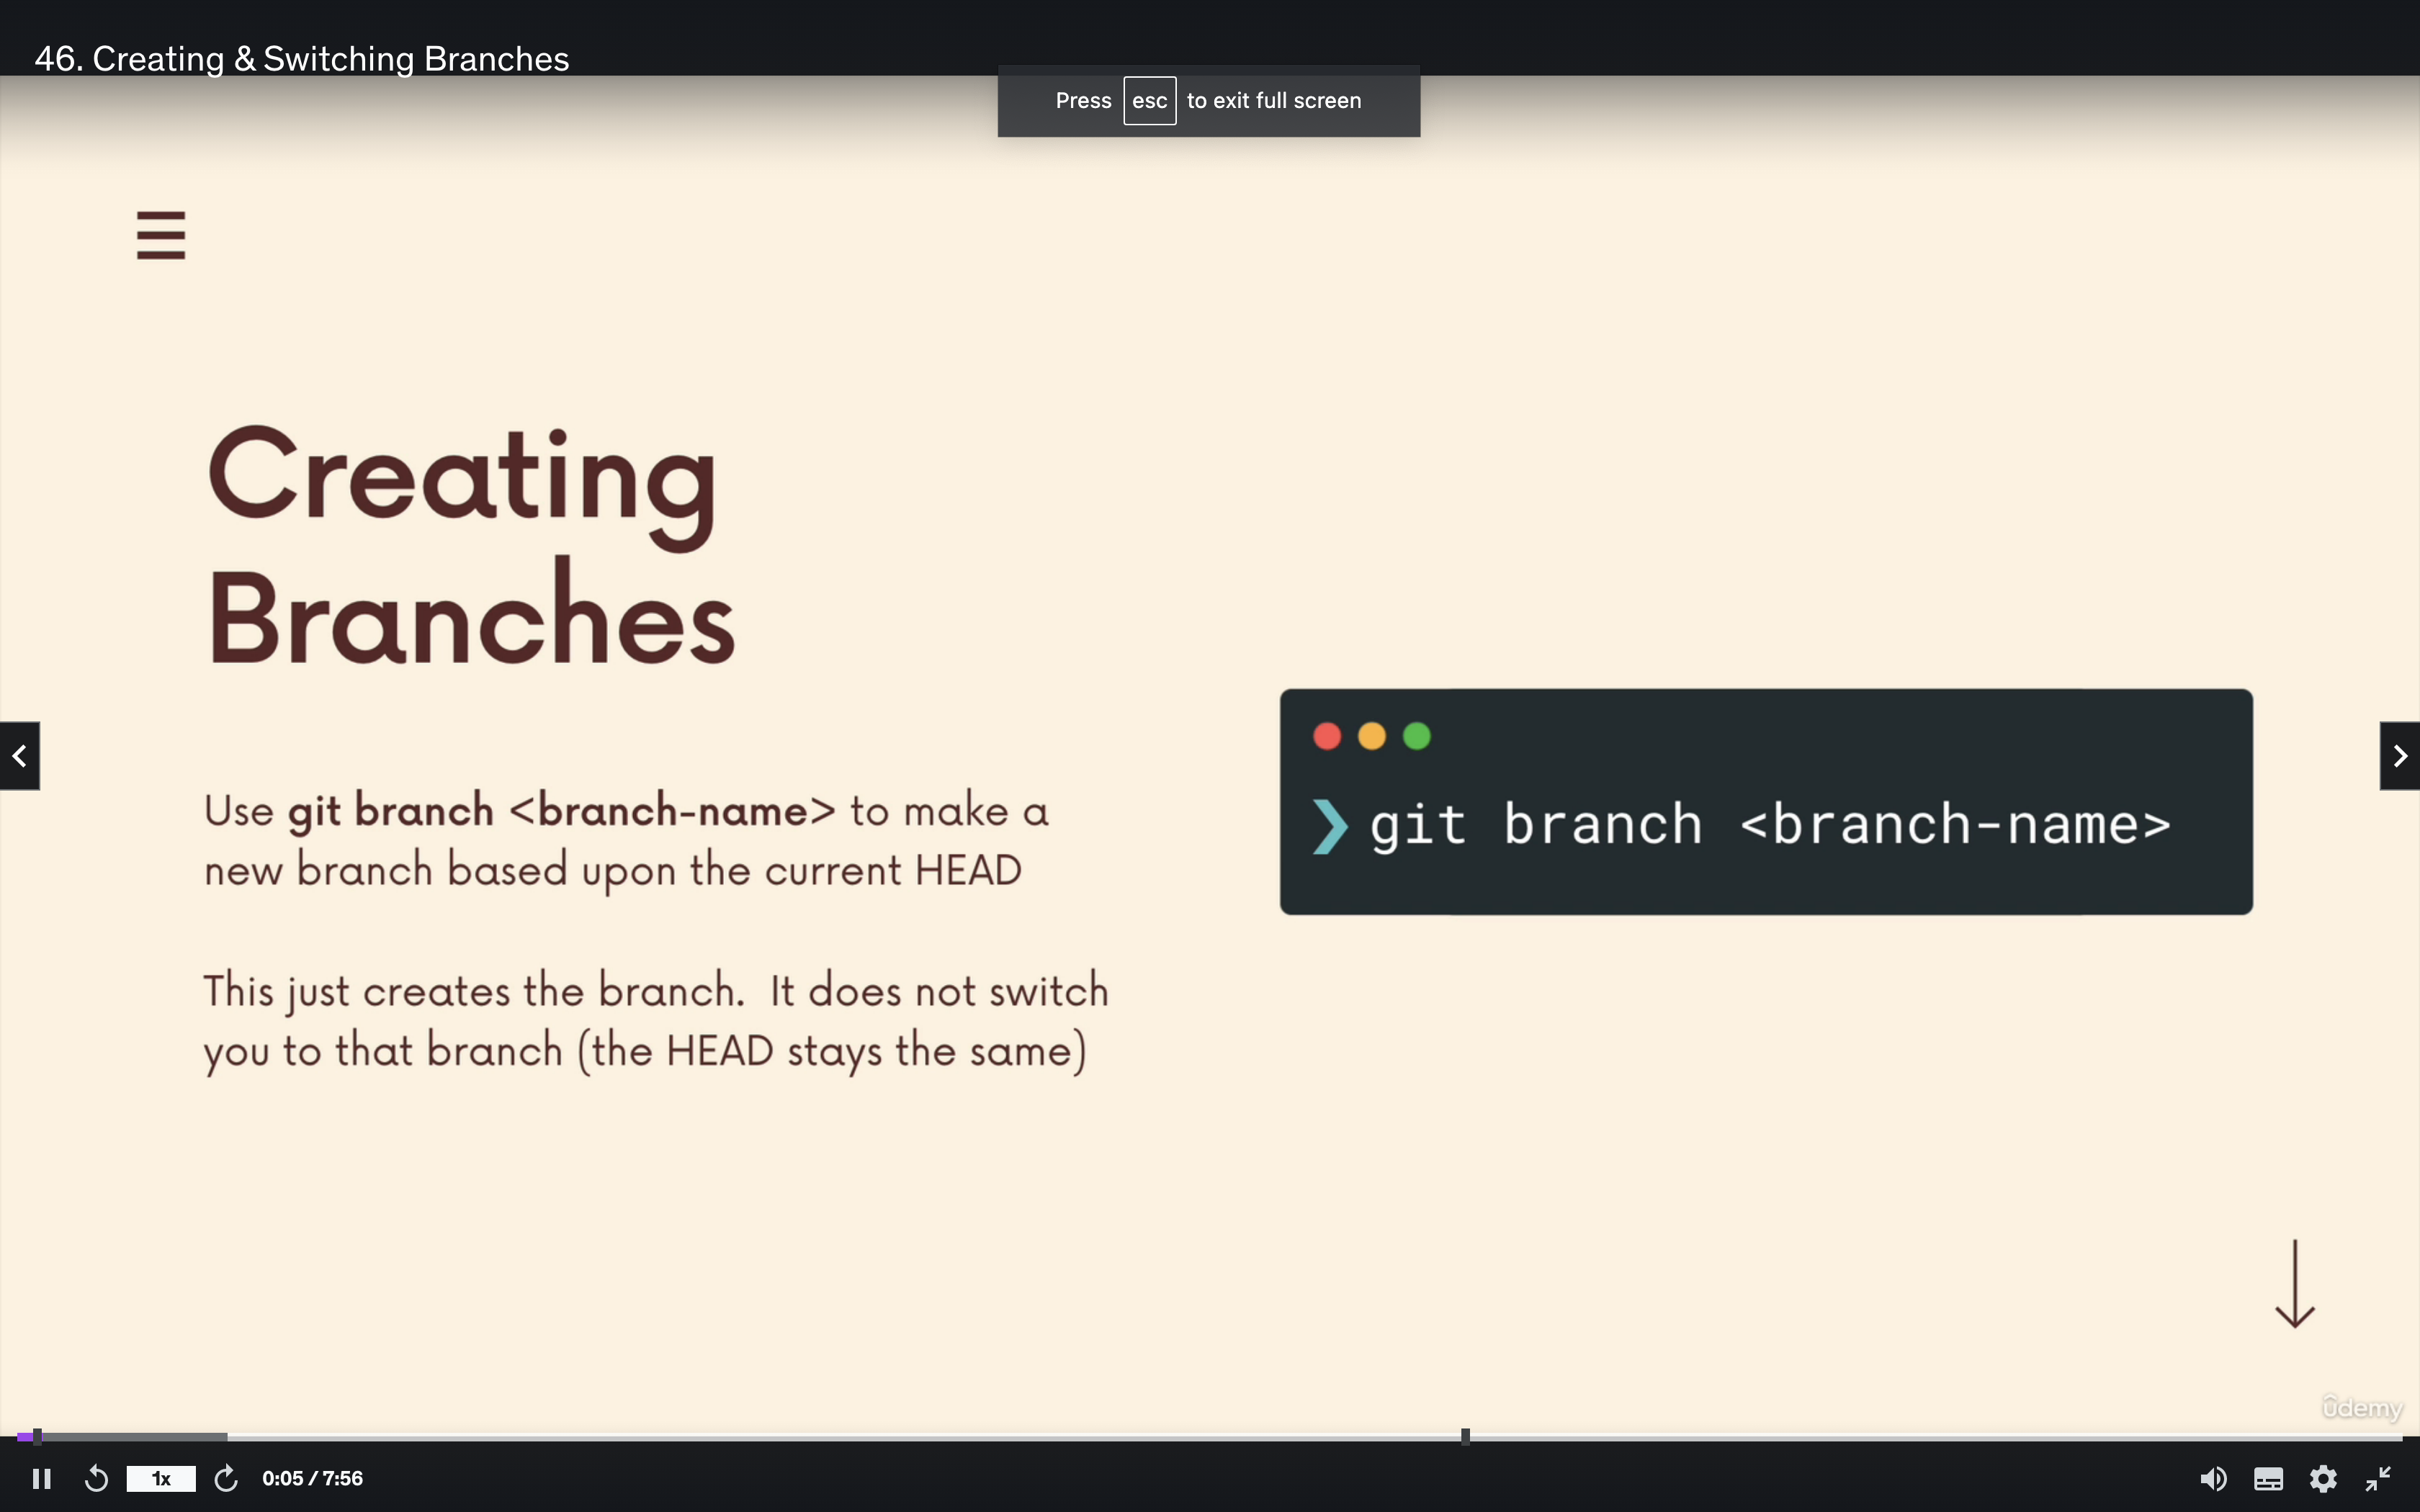 46. Creating & Switching Branches
Press esc to exit full screen
Creating
Branches
Use git branch <branch-name> to make a
new branch based upon the current HEAD
This just creates the branch. It does not switch
you to that branch (the HEAD stays the same)
❯ git branch <branch-name>
ûdemy
1x
0:05 / 7:56